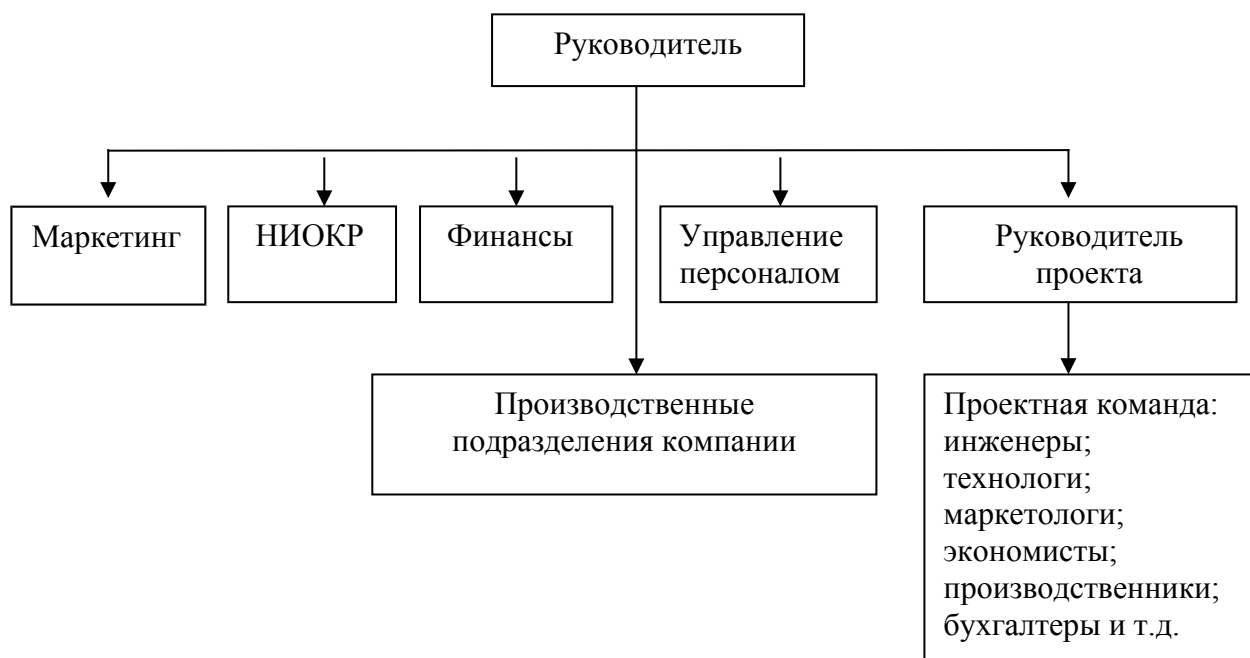 Руководитель
Маркетинг
НИОКР
Финансы
Управление
персоналом
Руководитель
проекта
Производственные
подразделения компании
Проектная команда:
инженеры;
технологи;
маркетологи;
экономисты;
производственники;
бухгалтеры и т.д.